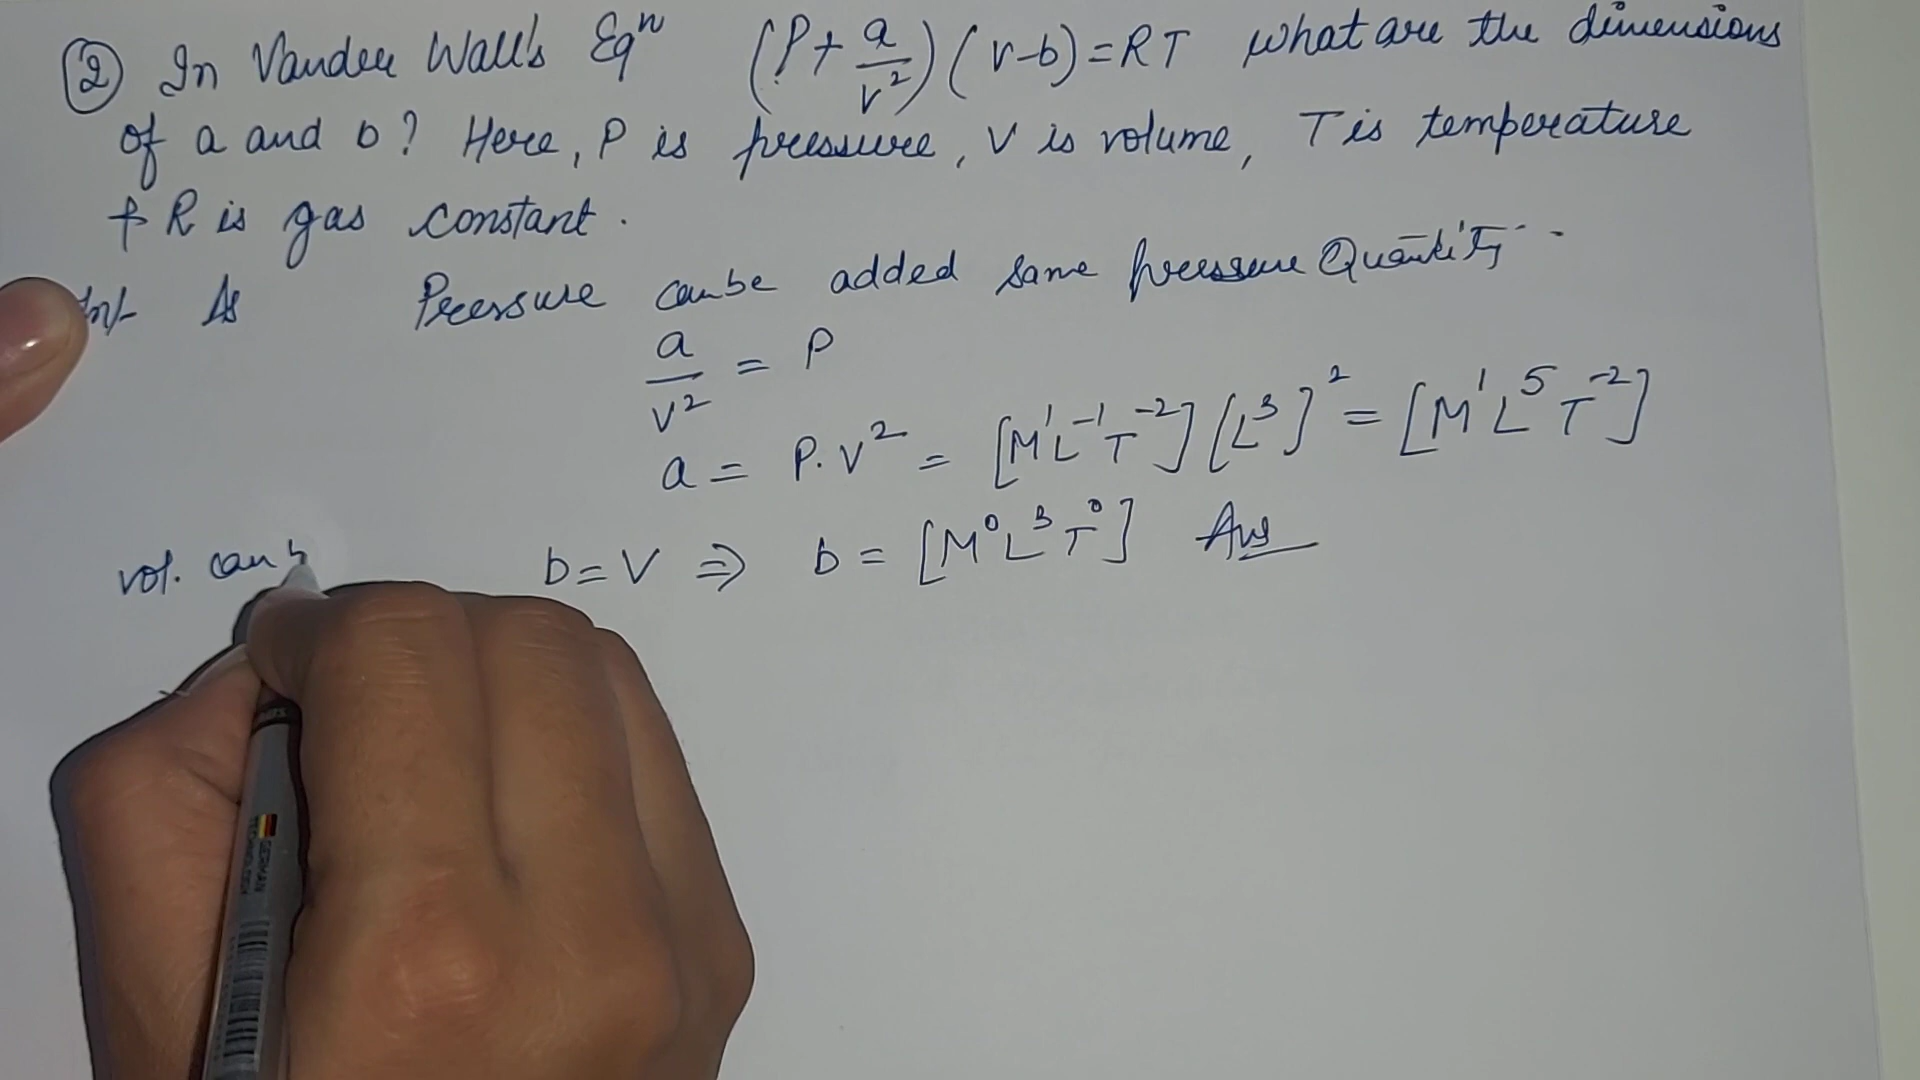 ② In Vander Wall's Eqⁿ (P + a/v²) (v-b) = RT what are the dimensions
of a and b? Here, P is pressure, V is volume, T is temperature
+ R is gas constant.
As Pressure can be added same pressure Quantity
a/v² = P
a = P.V² = [M¹L⁻¹T⁻²] [L³]² = [M¹L⁵T⁻²]
vol. can b = V ⇒ b = [M⁰L³T⁰] Ans
GERMAN